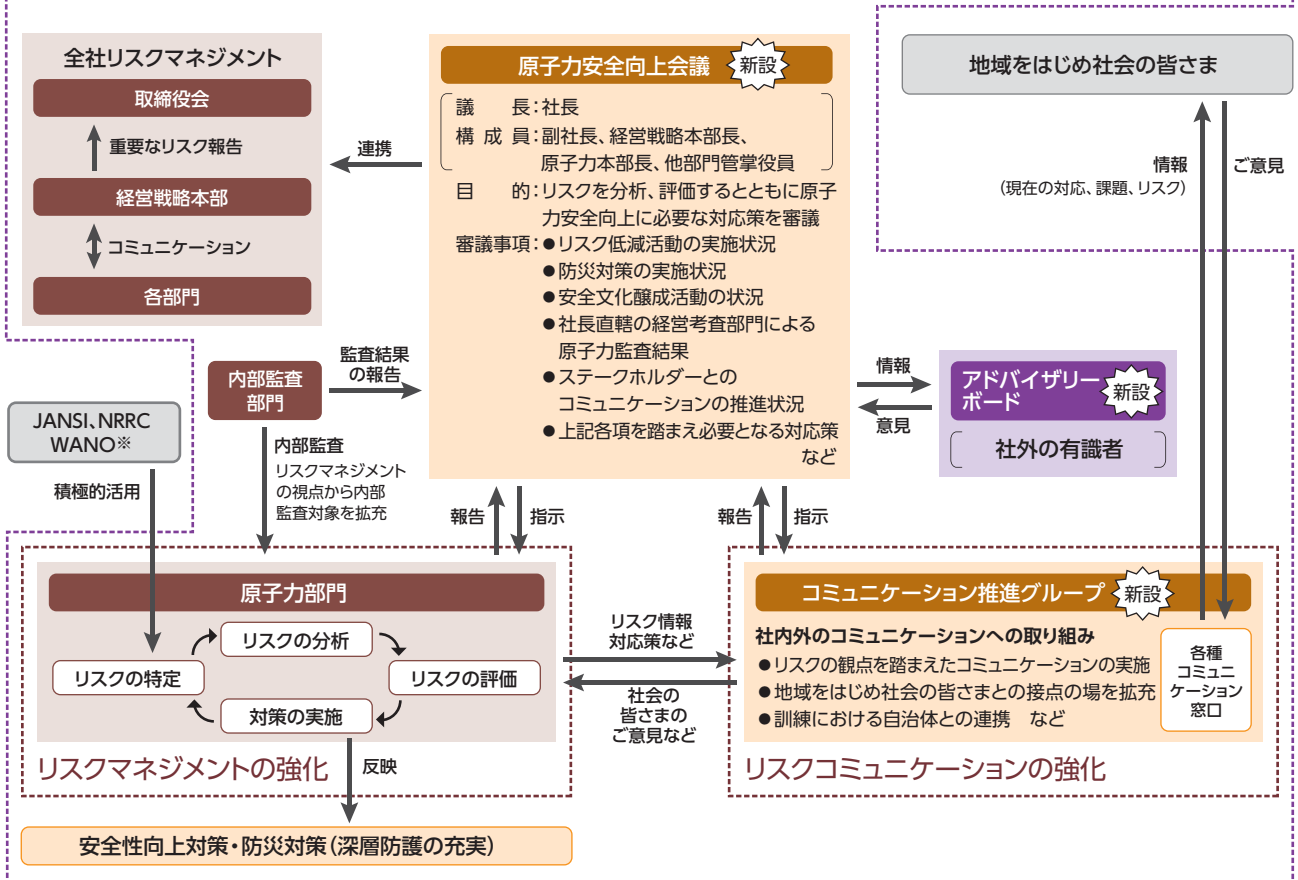 全社リスクマネジメント
取締役会
重要なリスク報告
経営戦略本部
コミュニケーション
各部門
連携
原子力安全向上会議
新設
議長：社長
構成員：副社長、経営戦略本部長、
原子力本部長、他部門管掌役員
目的：リスクを分析、評価するとともに原子
力安全向上に必要な対応策を審議
審議事項：●リスク低減活動の実施状況
●防災対策の実施状況
●安全文化醸成活動の状況
●社長直轄の経営考査部門による
原子力監査結果
●ステークホルダーとの
コミュニケーションの推進状況
●上記各項を踏まえ必要となる対応策
など
地域をはじめ社会の皆さま
情報
（現在の対応、課題、リスク）
ご意見
内部監査
部門
監査結果
の報告
JANSI、NRRC
WANO※
積極的活用
内部監査
リスクマネジメント
の視点から内部
監査対象を拡充
情報
意見
アドバイザリー
ボード
新設
社外の有識者
報告
指示
報告
指示
原子力部門
リスクの分析
リスクの特定
リスクの評価
対策の実施
リスクマネジメントの強化
反映
リスク情報
対応策など
社会の
皆さまの
ご意見など
コミュニケーション推進グループ
新設
社内外のコミュニケーションへの取り組み
●リスクの観点を踏まえたコミュニケーションの実施
●地域をはじめ社会の皆さまとの接点の場を拡充
●訓練における自治体との連携　など
各種
コミュニ
ケーション
窓口
リスクコミュニケーションの強化
安全性向上対策・防災対策（深層防護の充実）